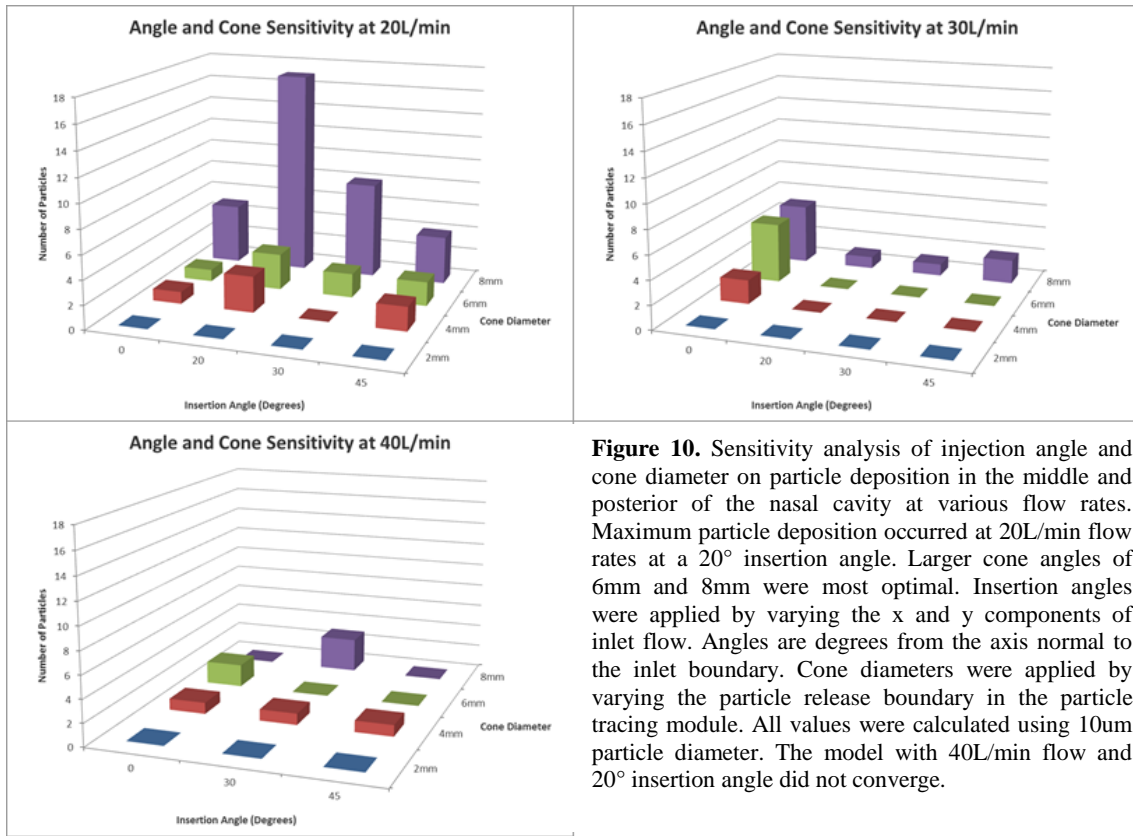 Angle and Cone Sensitivity at 20L/min
18
16
14
12
10
8
6
4
2
0
Number of Particles
0
20
30
45
Insertion Angle (Degrees)
8mm
6mm
4mm
2mm
Cone Diameter
Angle and Cone Sensitivity at 30L/min
18
16
14
12
10
8
6
4
2
0
Number of Particles
0
20
30
45
Insertion Angle (Degrees)
8mm
6mm
4mm
2mm
Cone Diameter
Angle and Cone Sensitivity at 40L/min
18
16
14
12
10
8
6
4
2
0
Number of Particles
0
30
45
Insertion Angle (Degrees)
8mm
6mm
4mm
2mm
Cone Diameter
Figure 10. Sensitivity analysis of injection angle and
cone diameter on particle deposition in the middle and
posterior of the nasal cavity at various flow rates.
Maximum particle deposition occurred at 20L/min flow
rates at a 20° insertion angle. Larger cone angles of
6mm and 8mm were most optimal. Insertion angles
were applied by varying the x and y components of
inlet flow. Angles are degrees from the axis normal to
the inlet boundary. Cone diameters were applied by
varying the particle release boundary in the particle
tracing module. All values were calculated using 10um
particle diameter. The model with 40L/min flow and
20° insertion angle did not converge.